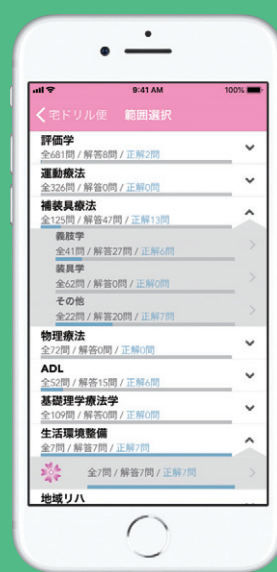 9:41 AM 100%
宅ドリル便 範囲選択
評価学
全681問 / 解答8問 / 正解2問
運動療法
全326問 / 解答0問 / 正解0問
補装具療法
全125問 / 解答47問 / 正解13問
義肢学
全41問 / 解答27問 / 正解6問
装具学
全62問 / 解答0問 / 正解0問
その他
全22問 / 解答20問 / 正解7問
物理療法
全72問 / 解答0問 / 正解0問
ADL
全52問 / 解答15問 / 正解6問
基礎理学療法学
全109問 / 解答0問 / 正解0問
生活環境整備
全7問 / 解答7問 / 正解7問
全7問 / 解答7問 / 正解7問
地域リハ